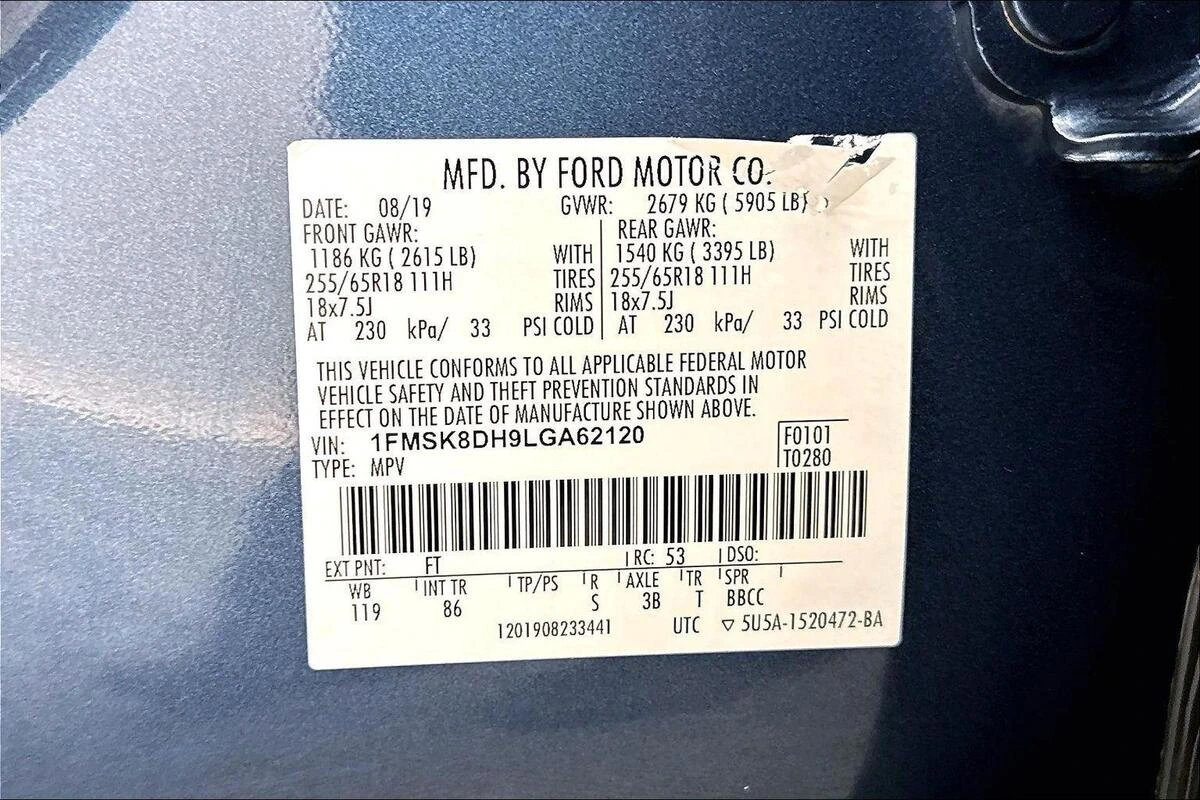 MFD. BY FORD MOTOR CO.
DATE: 08/19 GVWR: 2679 KG ( 5905 LB)
FRONT GAWR: REAR GAWR:
1186 KG ( 2615 LB) WITH 1540 KG ( 3395 LB) WITH
255/65R18 111H TIRES 255/65R18 111H TIRES
18x7.5J RIMS 18x7.5J RIMS
AT 230 kPa/ 33 PSI COLD AT 230 kPa/ 33 PSI COLD
THIS VEHICLE CONFORMS TO ALL APPLICABLE FEDERAL MOTOR
VEHICLE SAFETY AND THEFT PREVENTION STANDARDS IN
EFFECT ON THE DATE OF MANUFACTURE SHOWN ABOVE.
VIN: 1FMSK8DH9LGA62120 F0101
TYPE: MPV T0280
EXT PNT: FT RC: 53 DSO:
WB INT TR TP/PS R AXLE TR SPR
119 86 S 3B T BBCC
1201908233441 UTC ▽ 5U5A-1520472-BA